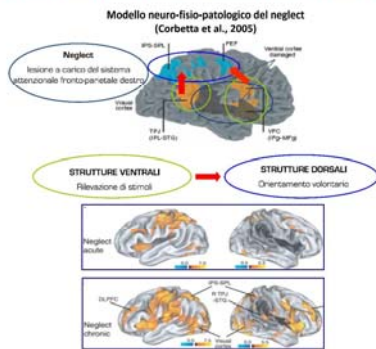 Modello neuro-fisio-patologico del neglect
(Corbetta et al., 2005)
Neglect
lesione a carico del sistema
attenzionale fronto-parietale destro
IPS-SPL
FEF
Ventral cortex
damaged
Visual
cortex
TPJ
(IPL-STG)
VFC
(IFg-MFg)
STRUTTURE VENTRALI
Rilevazione di stimoli
STRUTTURE DORSALI
Orientamento volontario
Neglect
acute
Neglect
chronic
DLPFC
IPS-SPL
R TPJ
-STG
Visual
cortex